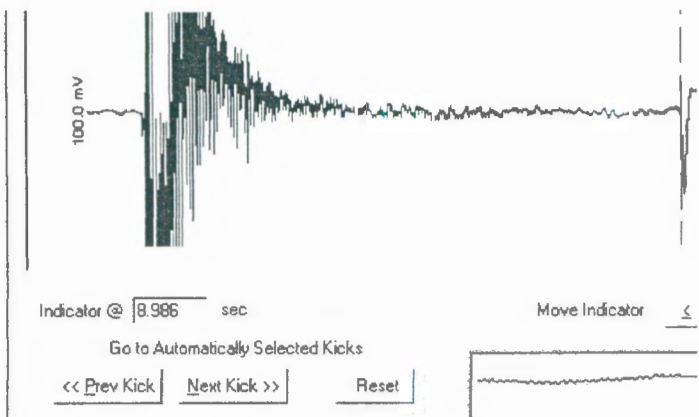 100.0 mV
Indicator @ 8.986 sec
Move Indicator <
Go to Automatically Selected Kicks
<< Prev Kick Next Kick >> Reset